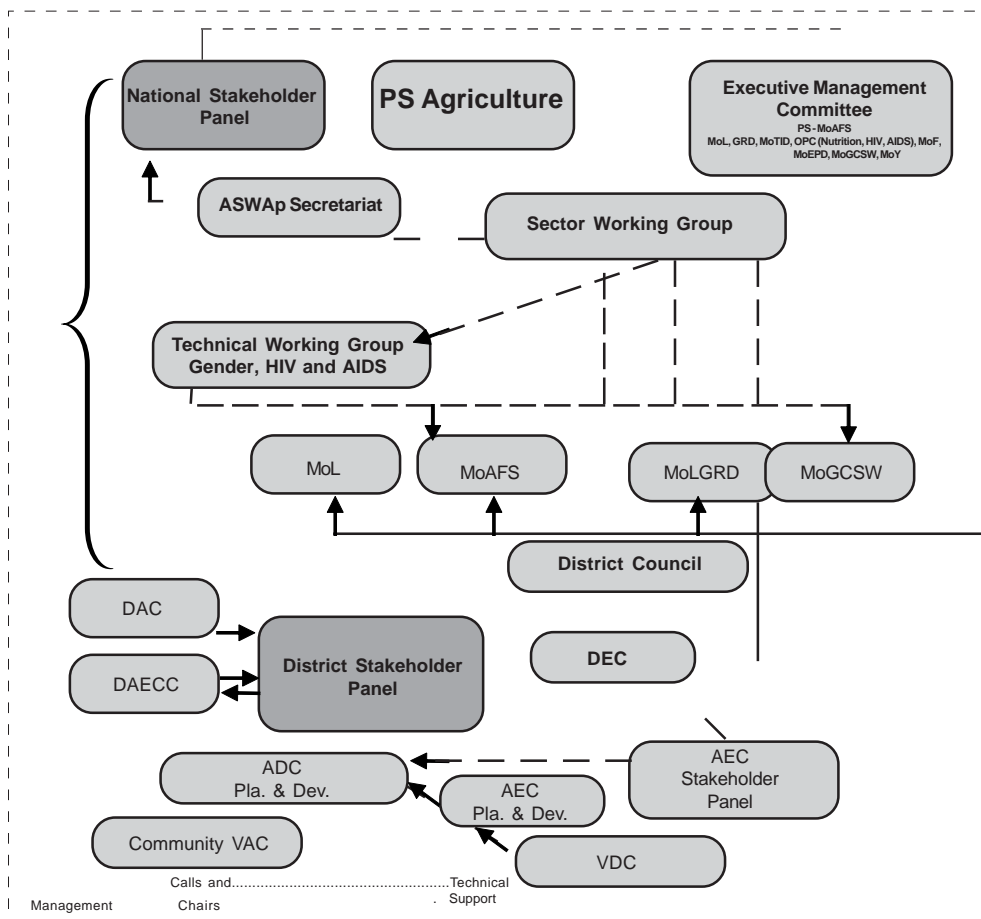 National Stakeholder
Panel
PS Agriculture
Executive Management
Committee
PS-MoAFS
MoL, GRD, MoTID, OPC (Nutrition, HIV, AIDS), MoF,
MoEPD, MoGCSW, MoY
ASWAp Secretariat
Sector Working Group
Technical Working Group
Gender, HIV and AIDS
MoL
MoAFS
MoLGRD
MoGCSW
District Council
DAC
DAECC
District Stakeholder
Panel
DEC
ADC
Pla. & Dev.
AEC
Pla. & Dev.
AEC
Stakeholder
Panel
Community VAC
VDC
Calls and.......................................................Technical
Management Chairs . Support